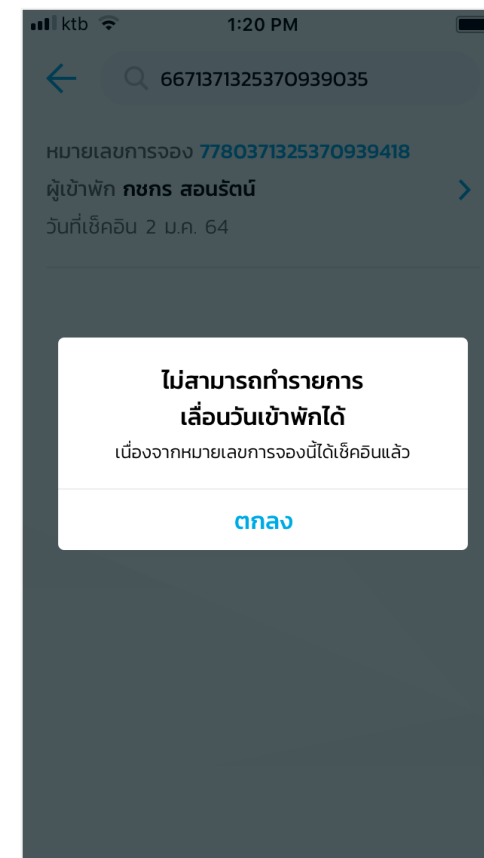 ktb
1:20 PM
6671371325370939035
หมายเลขการจอง 7780371325370939418
ผู้เข้าพัก กชกร สอนรัตน์
วันที่เช็คอิน 2 ม.ค. 64
ไม่สามารถทำรายการ
เลื่อนวันเข้าพักได้
เนื่องจากหมายเลขการจองนี้ได้เช็คอินแล้ว
ตกลง